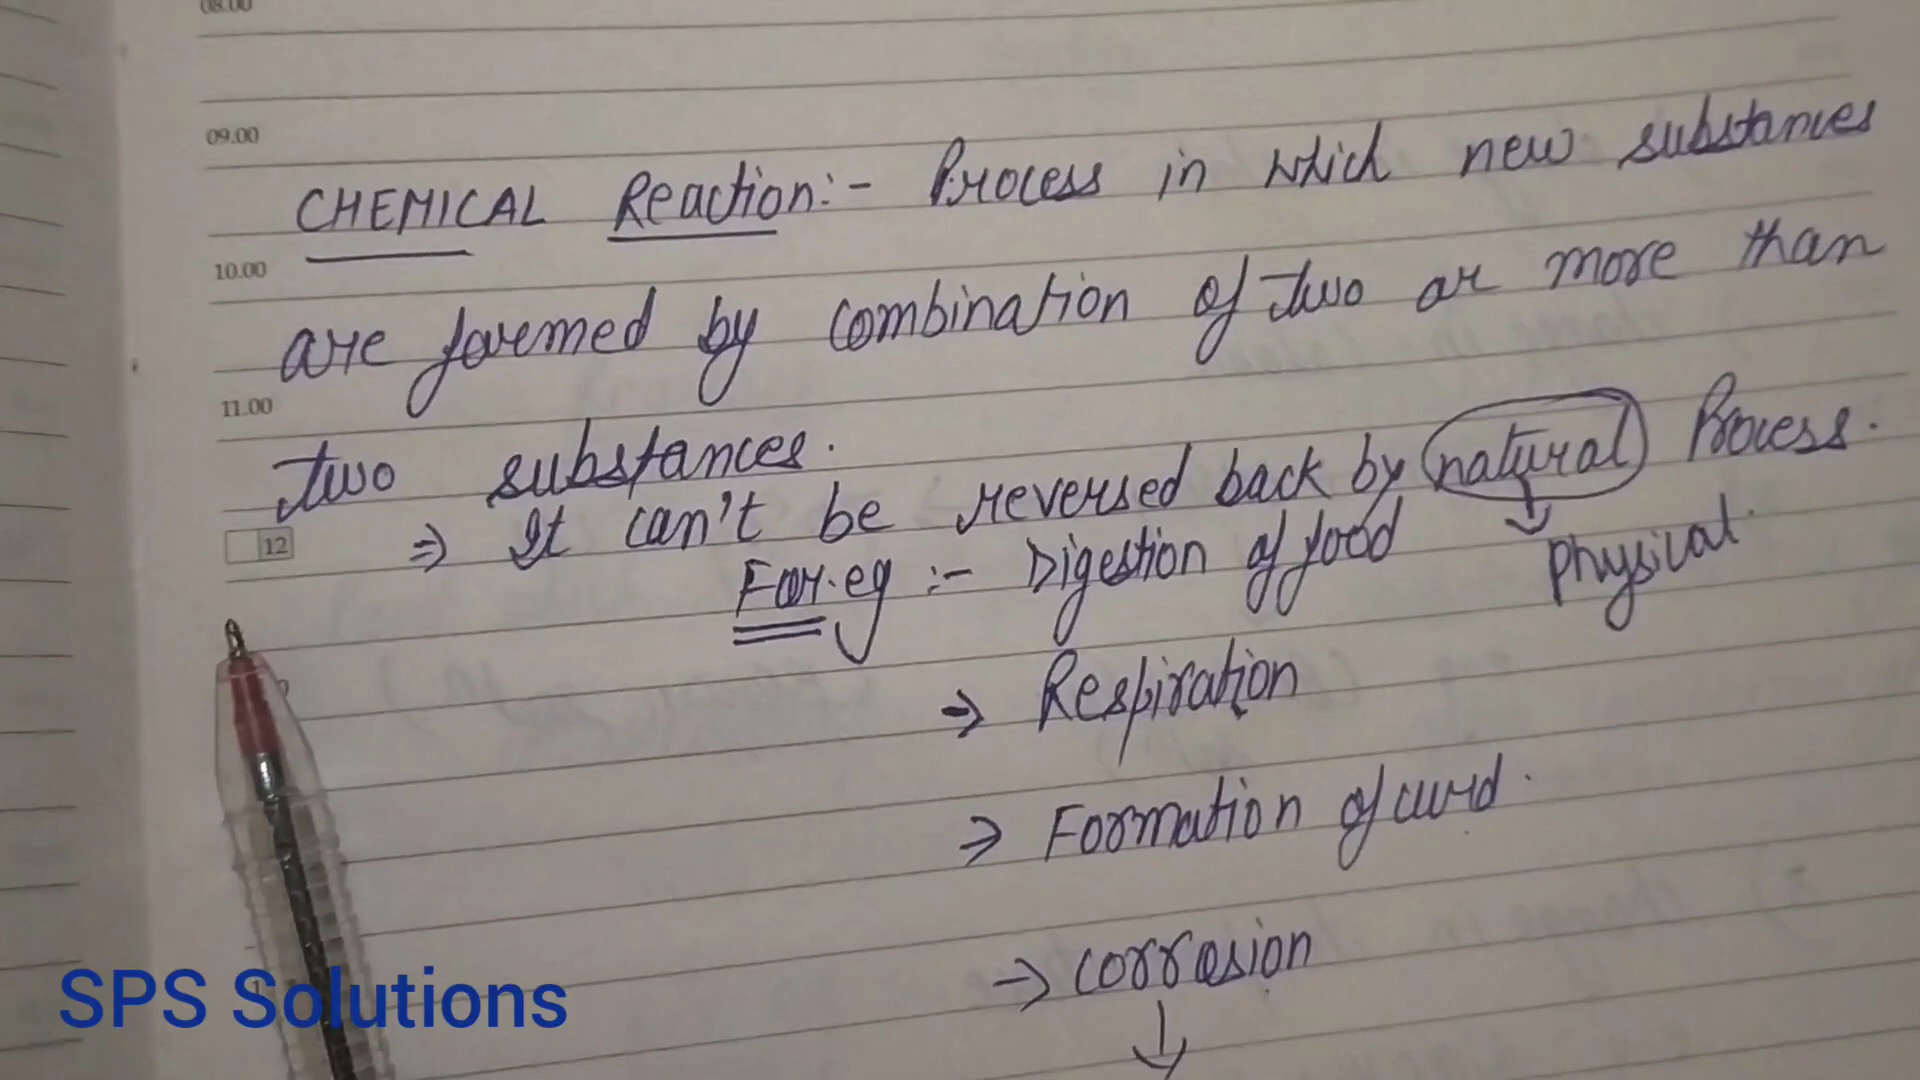 08.00
09.00
CHEMICAL Reaction:- Process in which new substances
10.00
are formed by combination of two or more than
11.00
two substances.
12
⇒ It can't be reversed back by natural Process.
↓
Physical.
For.eg :- Digestion of food
⇒ Respiration
⇒ Formation of curd.
⇒ corrosion
↓
SPS Solutions